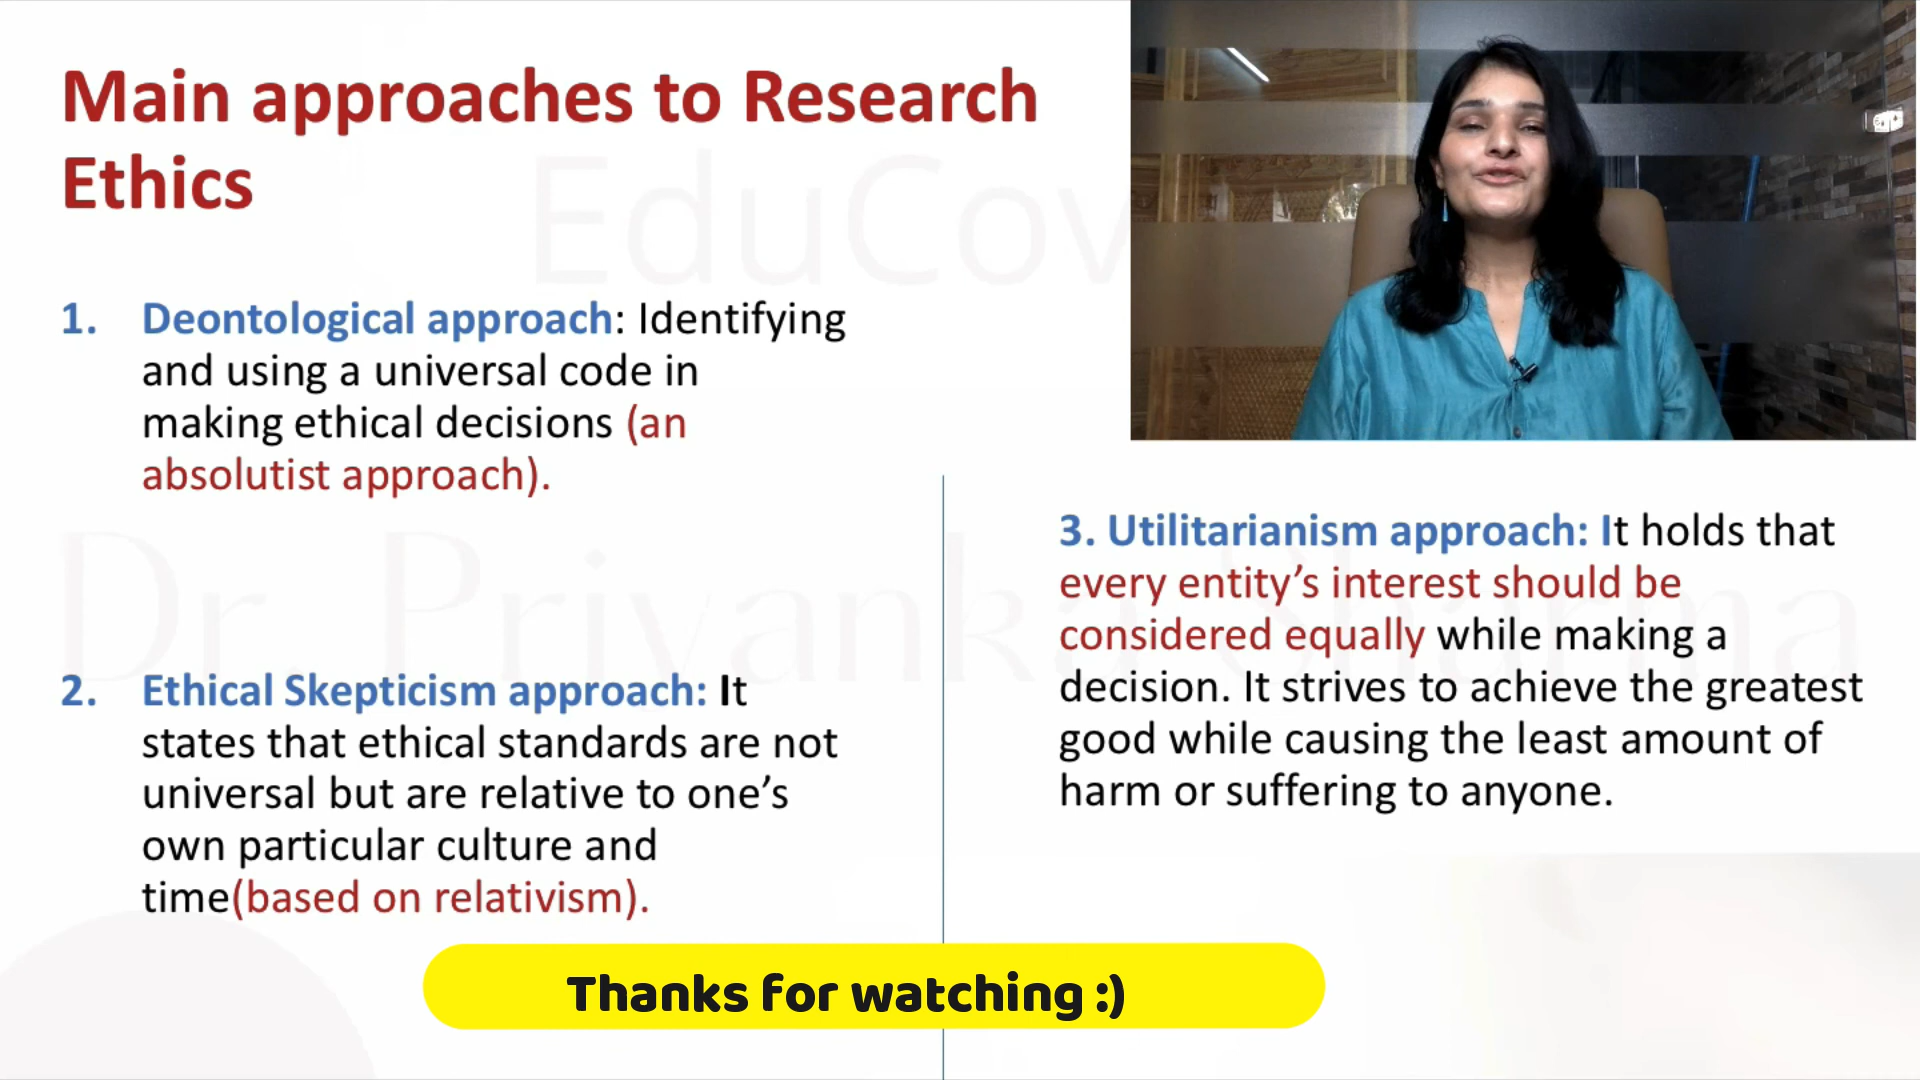 Main approaches to Research
Ethics
EduCov
1. Deontological approach: Identifying
and using a universal code in
making ethical decisions (an
absolutist approach).
Dr. Priyanka Sharma
2. Ethical Skepticism approach: It
states that ethical standards are not
universal but are relative to one’s
own particular culture and
time(based on relativism).
3. Utilitarianism approach: It holds that
every entity’s interest should be
considered equally while making a
decision. It strives to achieve the greatest
good while causing the least amount of
harm or suffering to anyone.
Thanks for watching :)